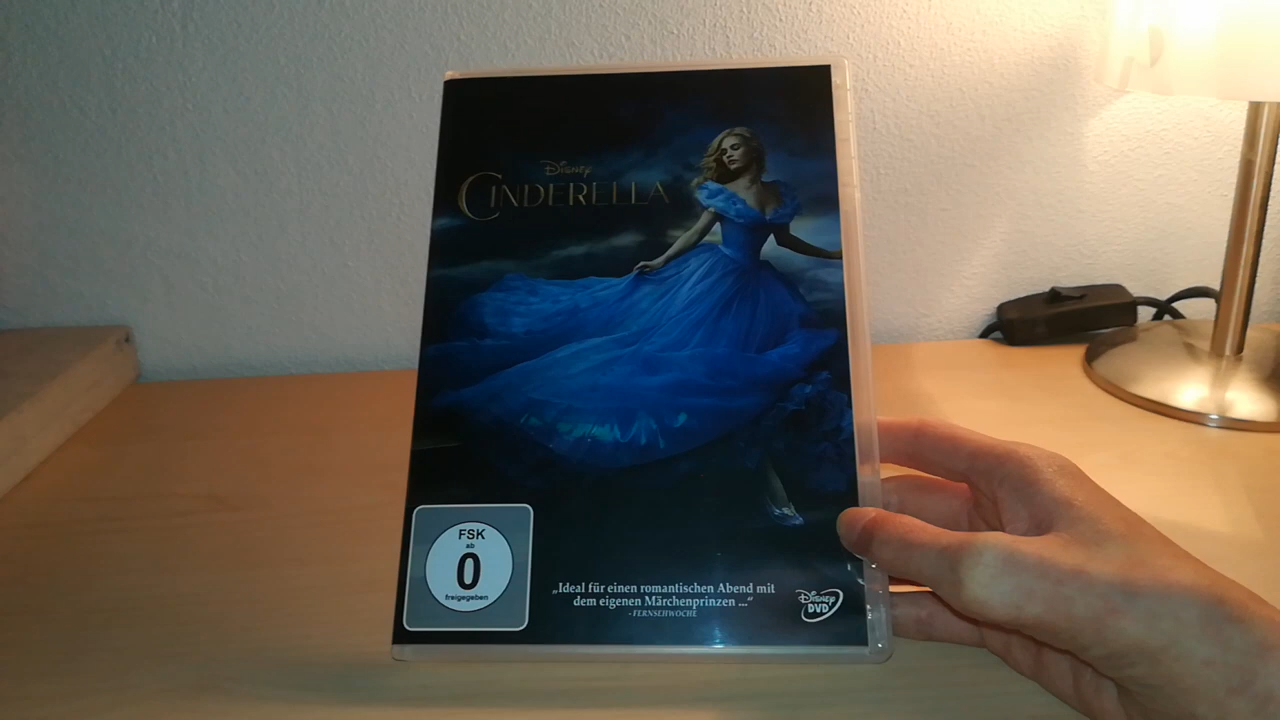 Disney
CINDERELLA
FSK
ab
0
freigegeben
„Ideal für einen romantischen Abend mit
dem eigenen Märchenprinzen ...“
- FERNSEHWOCHE
Disney
DVD